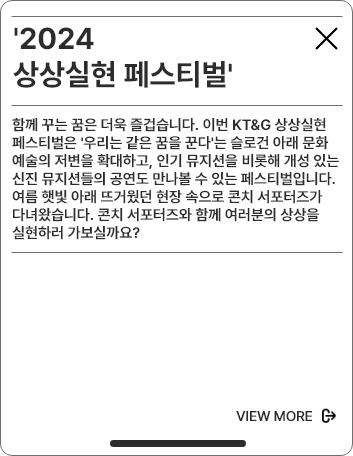 '2024
상상실현 페스티벌'
함께 꾸는 꿈은 더욱 즐겁습니다. 이번 KT&G 상상실현
페스티벌은 '우리는 같은 꿈을 꾼다'는 슬로건 아래 문화
예술의 저변을 확대하고, 인기 뮤지션을 비롯해 개성 있는
신진 뮤지션들의 공연도 만나볼 수 있는 페스티벌입니다.
여름 햇빛 아래 뜨거웠던 현장 속으로 콘치 서포터즈가
다녀왔습니다. 콘치 서포터즈와 함께 여러분의 상상을
실현하러 가보실까요?
VIEW MORE